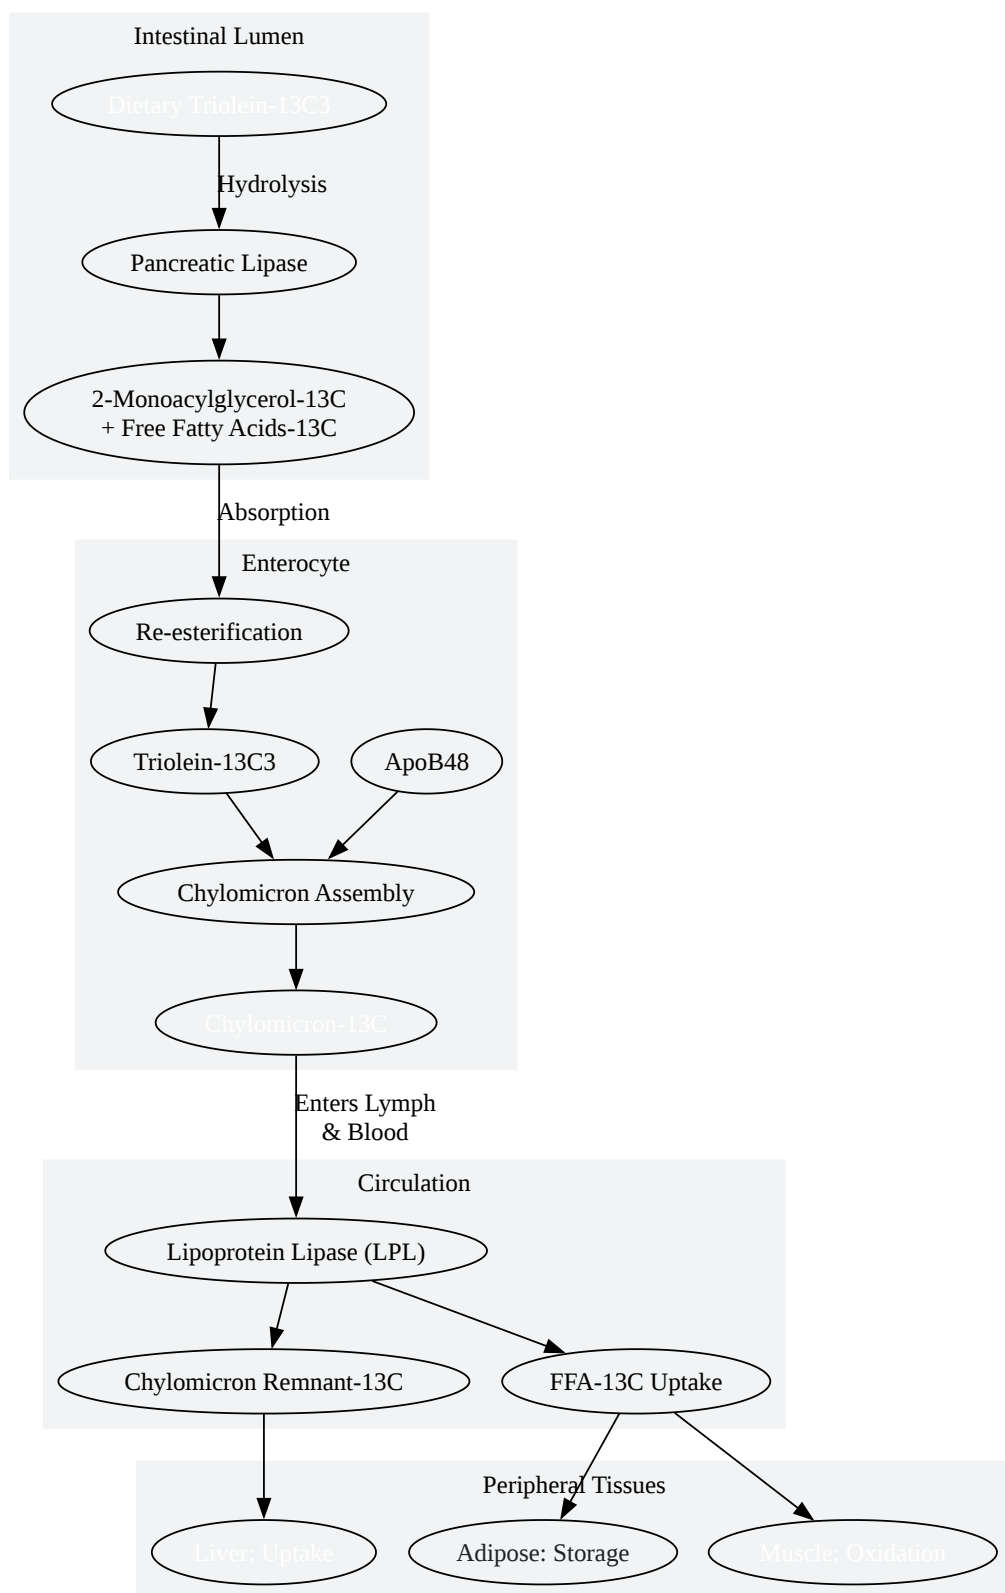 Intestinal Lumen
Dietary Triolein-13C3
Hydrolysis
Pancreatic Lipase
2-Monoacylglycerol-13C
+ Free Fatty Acids-13C
Absorption
Enterocyte
Re-esterification
Triolein-13C3
ApoB48
Chylomicron Assembly
Chylomicron-13C
Enters Lymph
& Blood
Circulation
Lipoprotein Lipase (LPL)
Chylomicron Remnant-13C
FFA-13C Uptake
Peripheral Tissues
Liver: Uptake
Adipose: Storage
Muscle: Oxidation